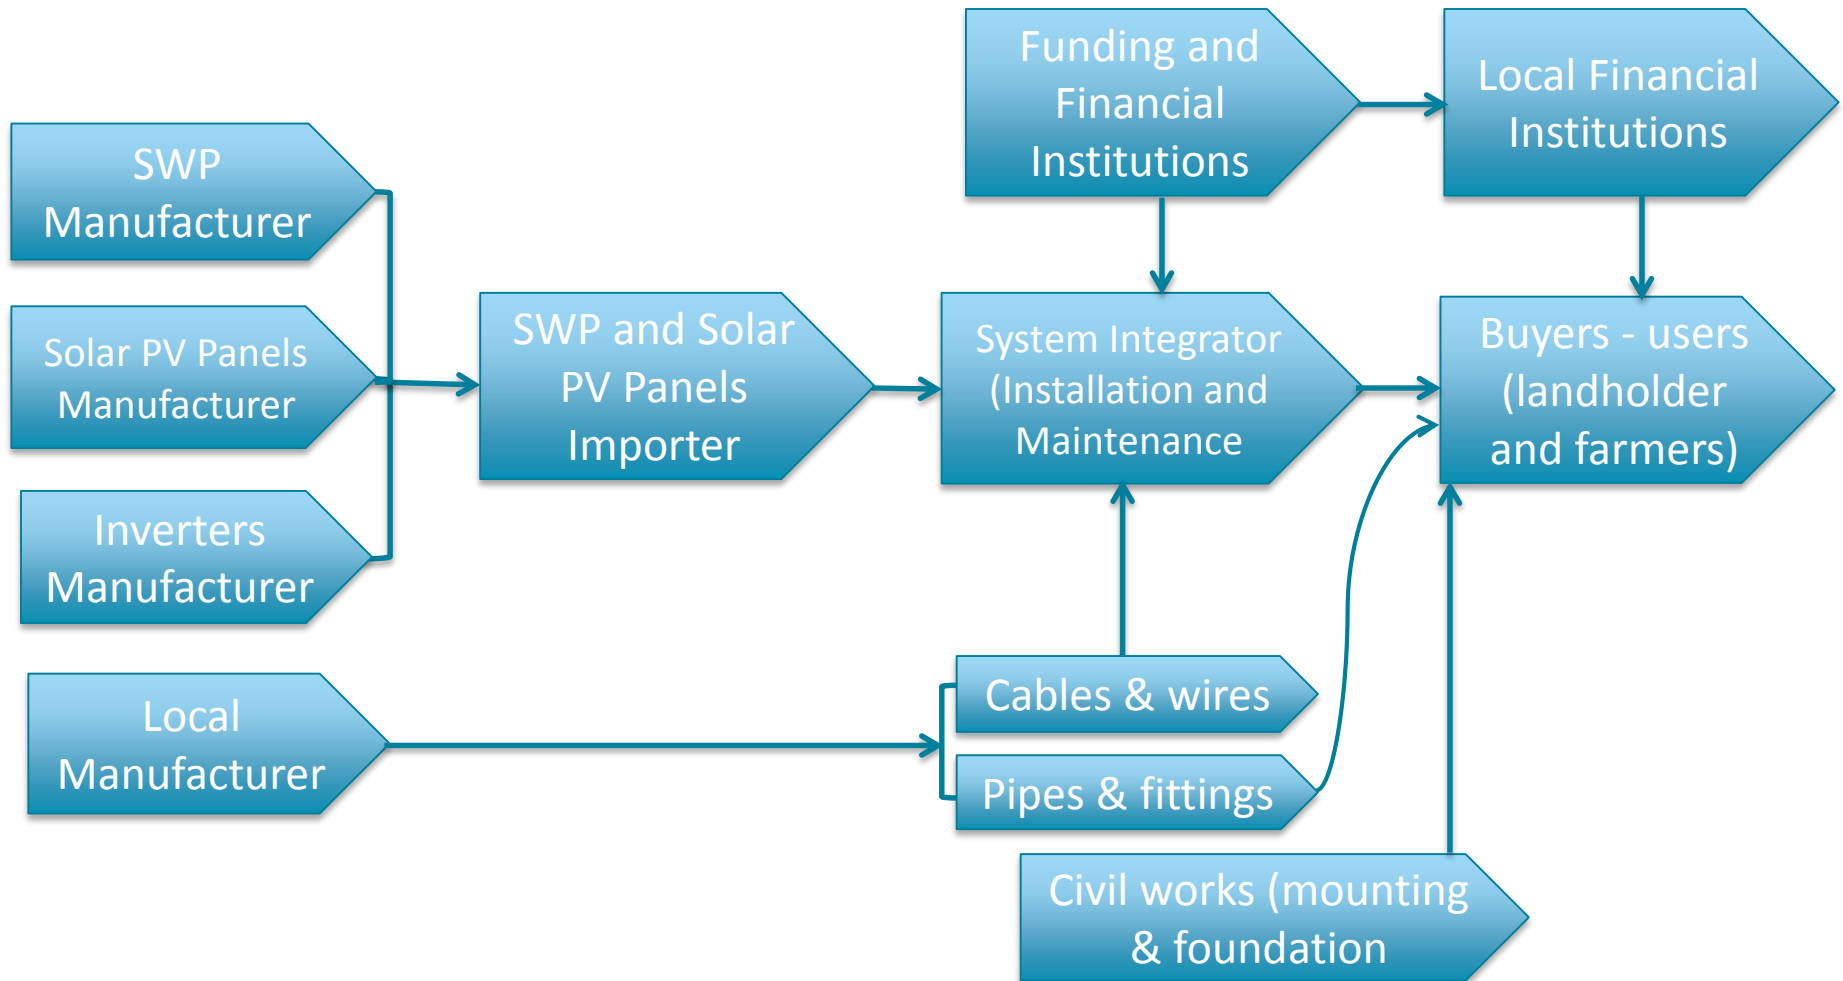 Funding and
Financial
Institutions
Local Financial
Institutions
SWP
Manufacturer
Solar PV Panels
Manufacturer
Inverters
Manufacturer
SWP and Solar
PV Panels
Importer
System Integrator
(Installation and
Maintenance
Buyers - users
(landholder
and farmers)
Local
Manufacturer
Cables & wires
Pipes & fittings
Civil works (mounting
& foundation